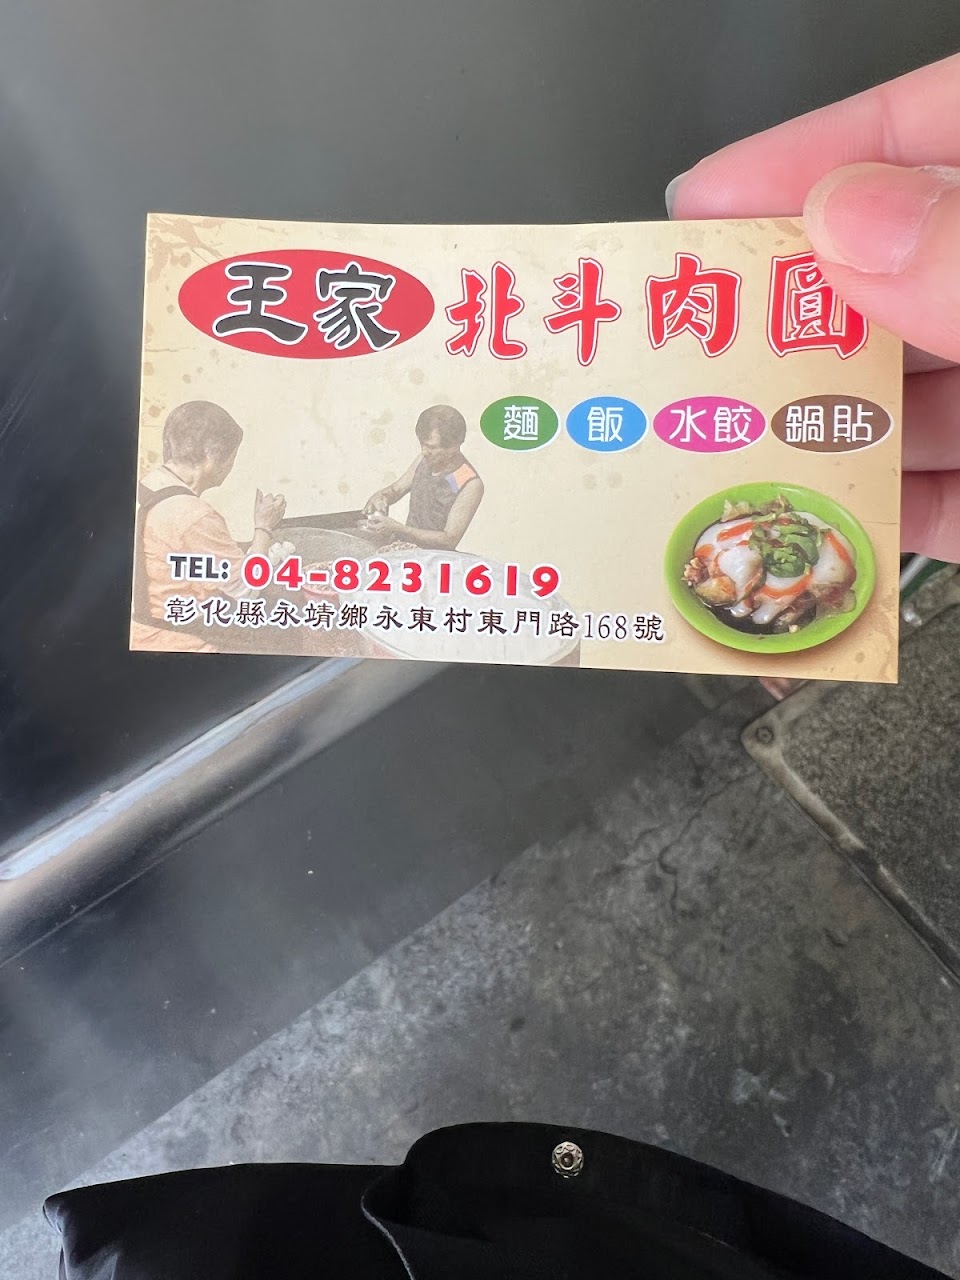 王家 北斗肉圓
麵 飯 水餃 鍋貼
TEL: 04-8231619
彰化縣永靖鄉永東村東門路168號